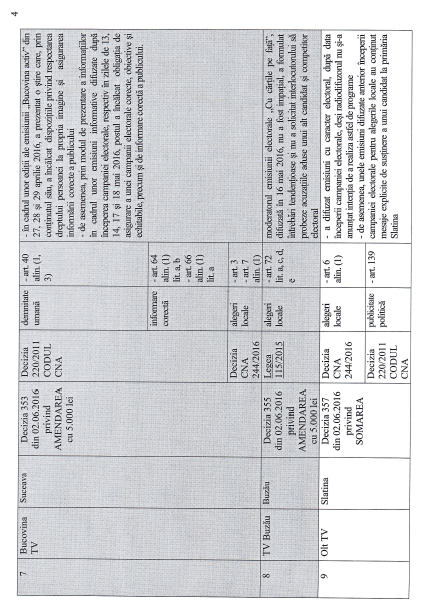 4
7
Bucovina
TV
Suceava
Decizia 353
din 02.06.2016
privind
AMENDAREA
cu 5.000 lei
Decizia
220/2011
CODUL
CNA
demnitate
umană
- art. 40
alin. (1,
3)
- în cadrul unor ediții ale emisiunii „Bucovina activ” din
27, 28 și 29 aprilie 2016, a prezentat o știre care, prin
conținutul său, a încălcat dispozițiile privind respectarea
dreptului persoanei la propria imagine și asigurarea
informării corecte a publicului
- de asemenea, prin modul de prezentare a informațiilor
în cadrul unor emisiuni informative difuzate după
începerea campaniei electorale, respectiv în zilele de 13,
14, 17 și 18 mai 2016, postul a încălcat obligația de
asigurare a unei campanii electorale corecte, obiective și
echilibrate, precum și de informare corectă a publicului.
informare
corectă
- art. 64
alin. (1)
lit. a, b
- art. 66
alin. (1)
lit. a
Decizia
CNA
244/2016
alegeri
locale
- art. 3
- art. 7
alin. (1)
8
TV Buzău
Buzău
Decizia 355
din 02.06.2016
privind
AMENDAREA
cu 5.000 lei
Legea
115/2015
alegeri
locale
- art. 72
lit. a, c, d,
e
moderatorul emisiunii electorale „Cu cărțile pe față”,
difuzată în 16 mai 2016, nu a fost imparțial, a formulat
întrebări tendențioase și nu a solicitat interlocutorului să
probeze acuzațiile aduse unui alt candidat și competitor
electoral
9
Olt TV
Slatina
Decizia 357
din 02.06.2016
privind
SOMAREA
Decizia
CNA
244/2016
alegeri
locale
- art. 6
alin. (1)
- a difuzat emisiuni cu caracter electoral, după data
începerii campaniei electorale, deși radiodifuzorul nu și-a
anunțat intenția de a realiza astfel de programe
- de asemenea, unele emisiuni difuzate anterior începerii
campaniei electorale pentru alegerile locale au conținut
mesaje explicite de susținere a unui candidat la primăria
Slatina
Decizia
220/2011
CODUL
CNA
publicitate
politică
- art. 139